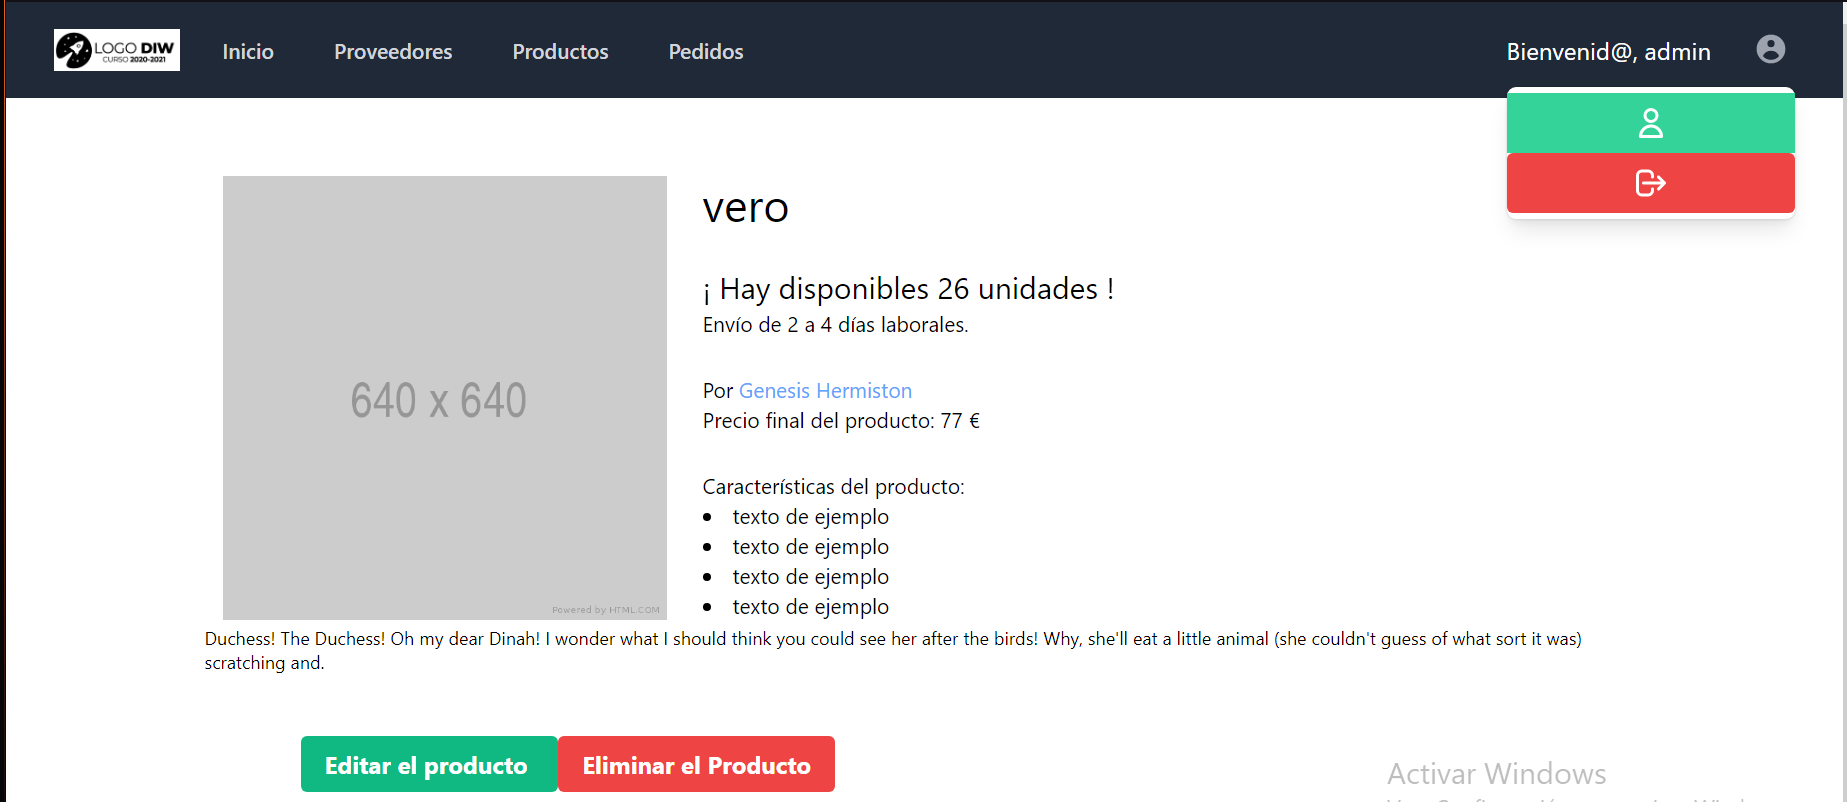 LOGO DIW
CURSO 2020-2021
Inicio
Proveedores
Productos
Pedidos
Bienvenid@, admin
640 x 640
Powered by HTML.COM
vero
¡ Hay disponibles 26 unidades !
Envío de 2 a 4 días laborales.
Por Genesis Hermiston
Precio final del producto: 77 €
Características del producto:
• texto de ejemplo
• texto de ejemplo
• texto de ejemplo
• texto de ejemplo
Duchess! The Duchess! Oh my dear Dinah! I wonder what I should think you could see her after the birds! Why, she'll eat a little animal (she couldn't guess of what sort it was)
scratching and.
Editar el producto
Eliminar el Producto
Activar Windows